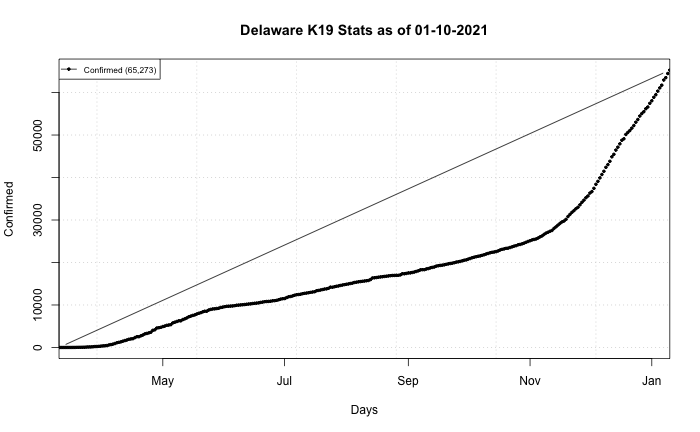 Delaware K19 Stats as of 01-10-2021
Confirmed (65,273)
Confirmed
50000
30000
10000
0
May Jul Sep Nov Jan
Days